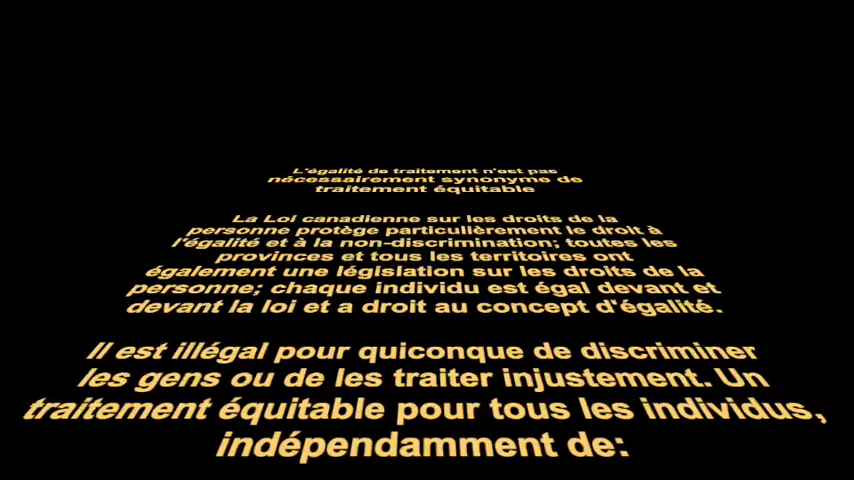 L'égalité de traitement n'est pas
nécessairement synonyme de
traitement équitable
La Loi canadienne sur les droits de la
personne protège particulièrement le droit à
l'égalité et à la non-discrimination; toutes les
provinces et tous les territoires ont
également une législation sur les droits de la
personne; chaque individu est égal devant et
devant la loi et a droit au concept d'égalité.
Il est illégal pour quiconque de discriminer
les gens ou de les traiter injustement. Un
traitement équitable pour tous les individus,
indépendamment de: